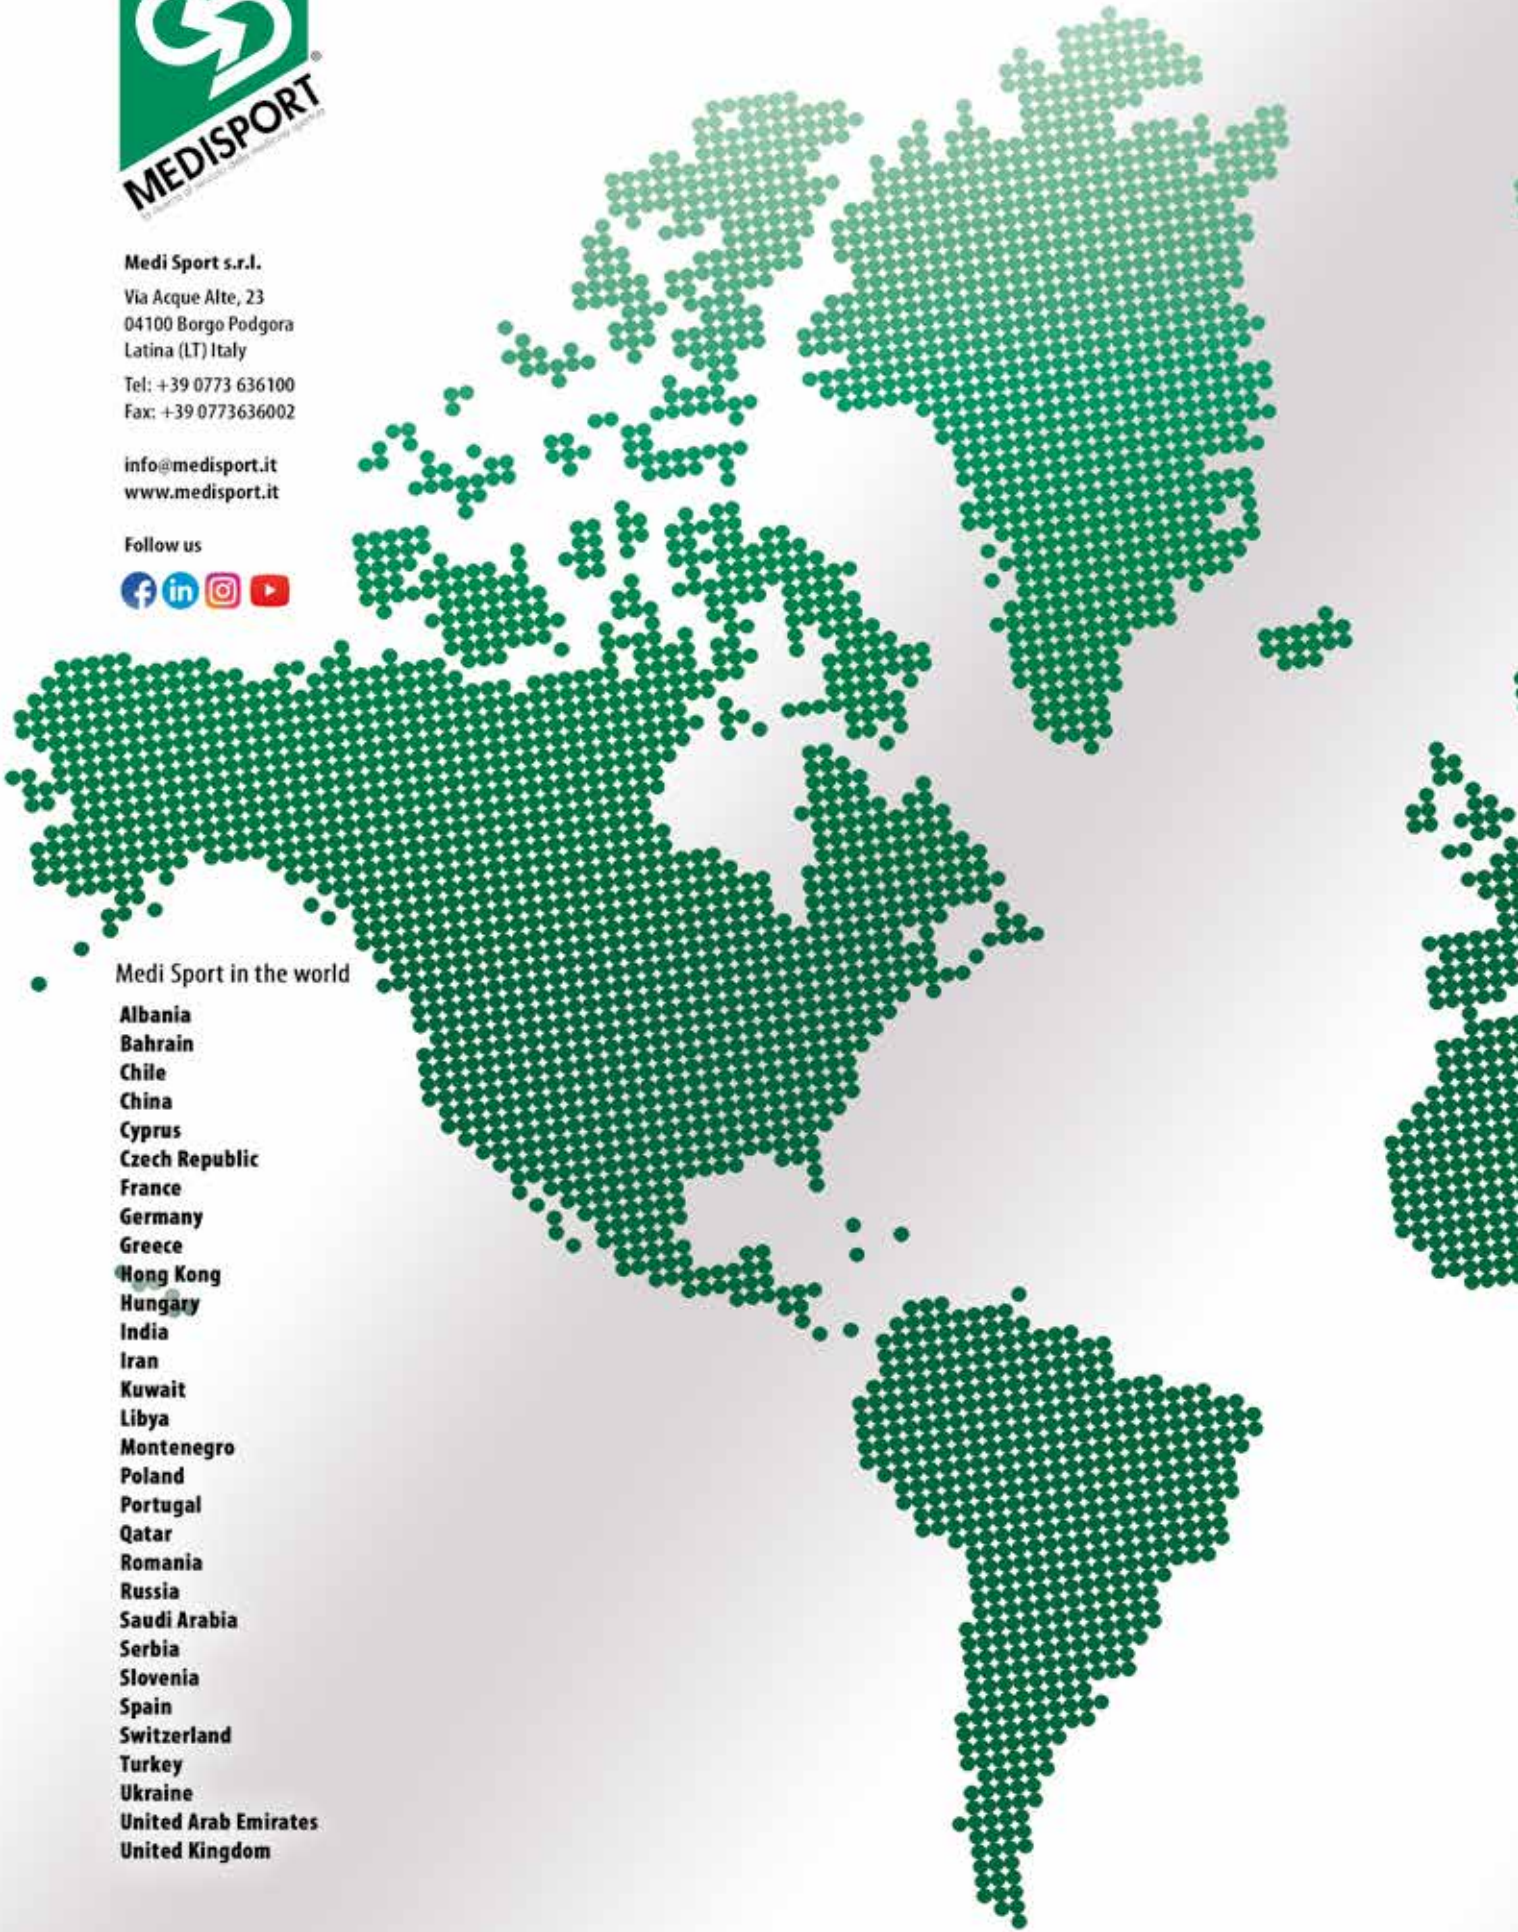 ®
MEDISPORT
Medi Sport s.r.l.
Via Acque Alte, 23
04100 Borgo Podgora
Latina (LT) Italy
Tel: +39 0773 636100
Fax: +39 0773636002
info@medisport.it
www.medisport.it
Follow us
f in
Medi Sport in the world
Albania
Bahrain
Chile
China
Cyprus
Czech Republic
France
Germany
Greece
Hong Kong
Hungary
India
Iran
Kuwait
Libya
Montenegro
Poland
Portugal
Qatar
Romania
Russia
Saudi Arabia
Serbia
Slovenia
Spain
Switzerland
Turkey
Ukraine
United Arab Emirates
United Kingdom